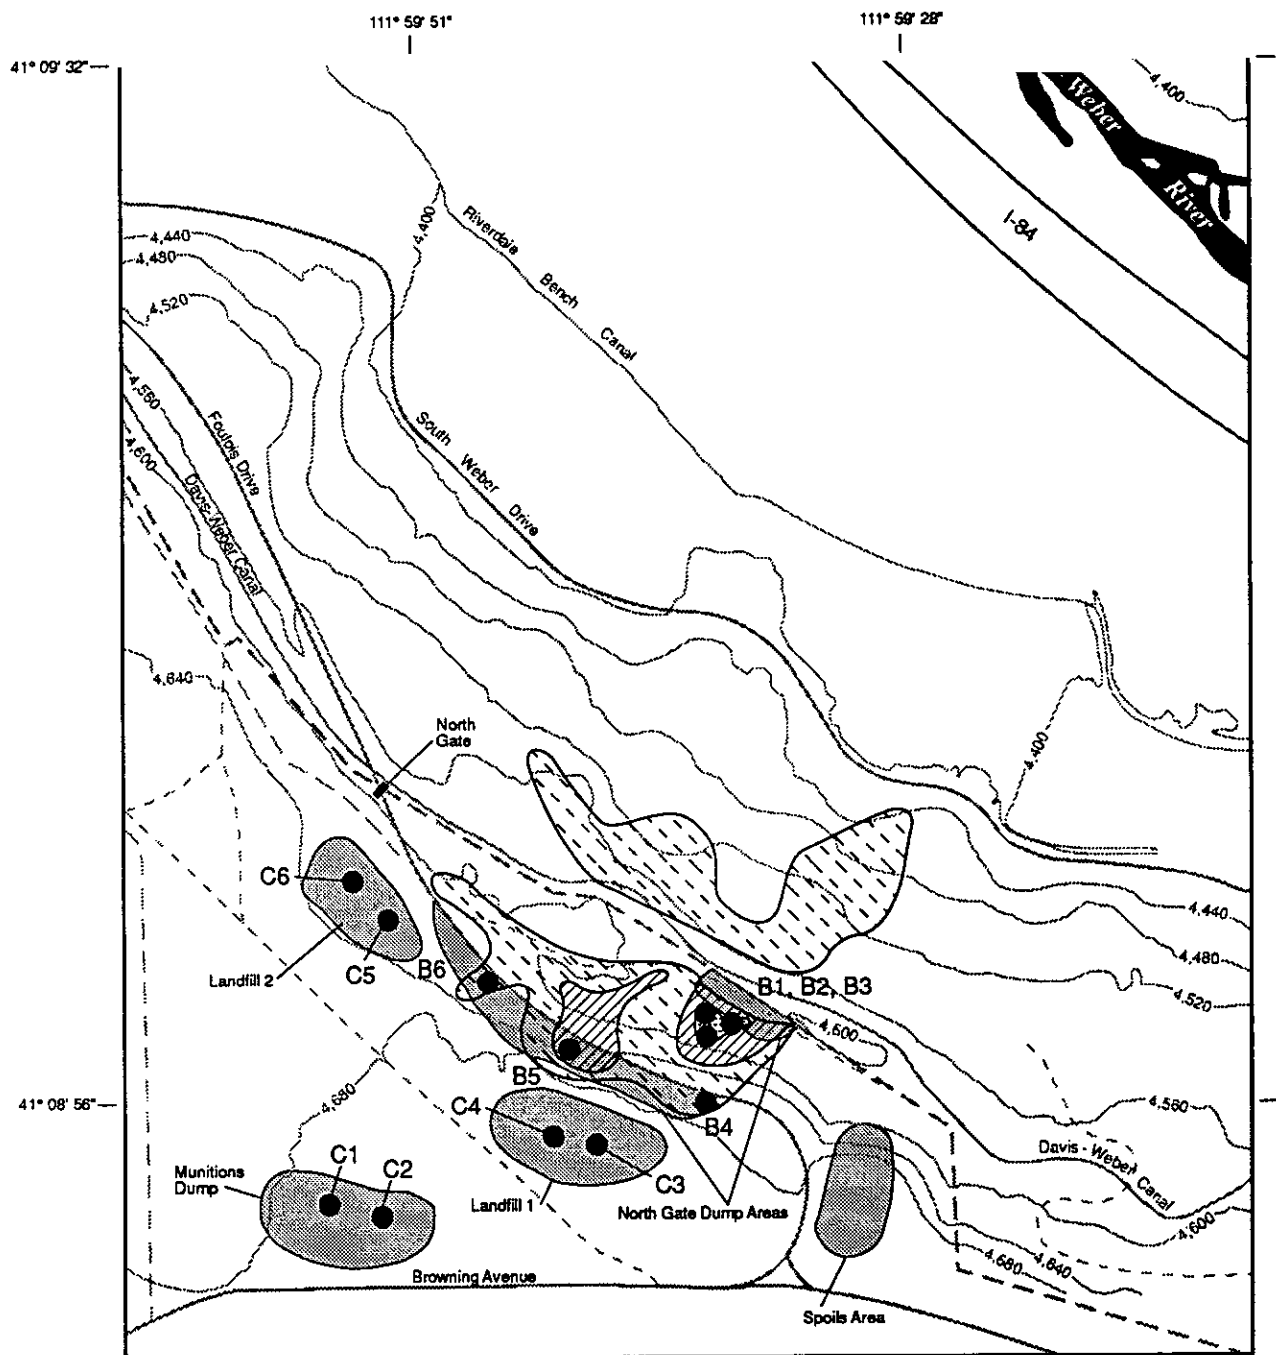 111° 59' 51"
111° 59' 28"
41° 09' 32"
4,400
Weber
River
I-84
4,400
Riverdale
Bench
Canal
4,440
4,480
4,520
4,560
4,600
Foulois Drive
Davis-Weber Canal
South
Weber
Drive
4,640
North
Gate
4,400
C6
C5
Landfill 2
B6
B1, B2, B3
4,600
4,440
4,480
4,520
4,560
B5
B4
41° 08' 56"
4,680
C4
C3
C1
C2
Munitions
Dump
Landfill 1
North Gate Dump Areas
Davis - Weber Canal
4,600
4,640
4,680
Browning Avenue
Spoils Area